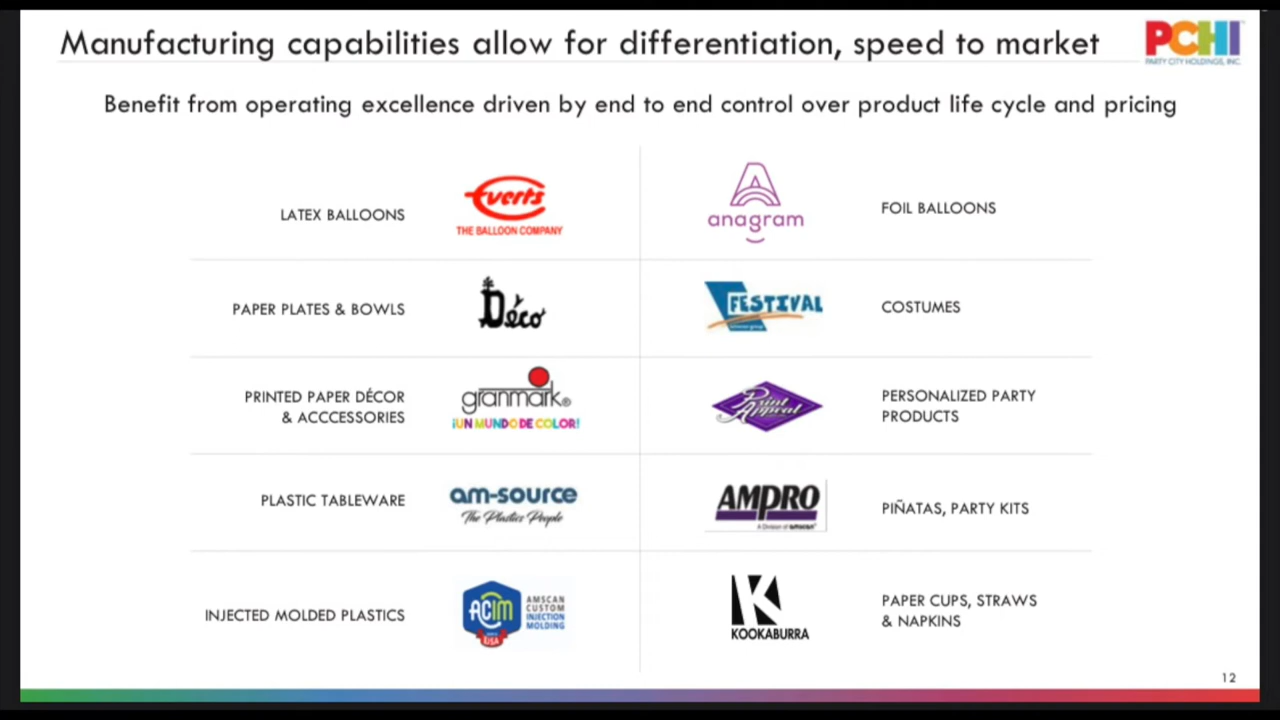 Manufacturing capabilities allow for differentiation, speed to market
PCHI
PARTY CITY HOLDINGS, INC.
Benefit from operating excellence driven by end to end control over product life cycle and pricing
LATEX BALLOONS
Everts
THE BALLOON COMPANY
anagram
FOIL BALLOONS
PAPER PLATES & BOWLS
Déco
FESTIVAL
COSTUMES
PRINTED PAPER DÉCOR
& ACCCESSORIES
granmark®
¡UN MUNDO DE COLOR!
Print
Appeal
PERSONALIZED PARTY
PRODUCTS
PLASTIC TABLEWARE
am-source
The Plastics People
AMPRO
A Division of amscan
PIÑATAS, PARTY KITS
INJECTED MOLDED PLASTICS
ACIM
USA
AMSCAN
CUSTOM
INJECTION
MOLDING
KOOKABURRA
PAPER CUPS, STRAWS
& NAPKINS
12